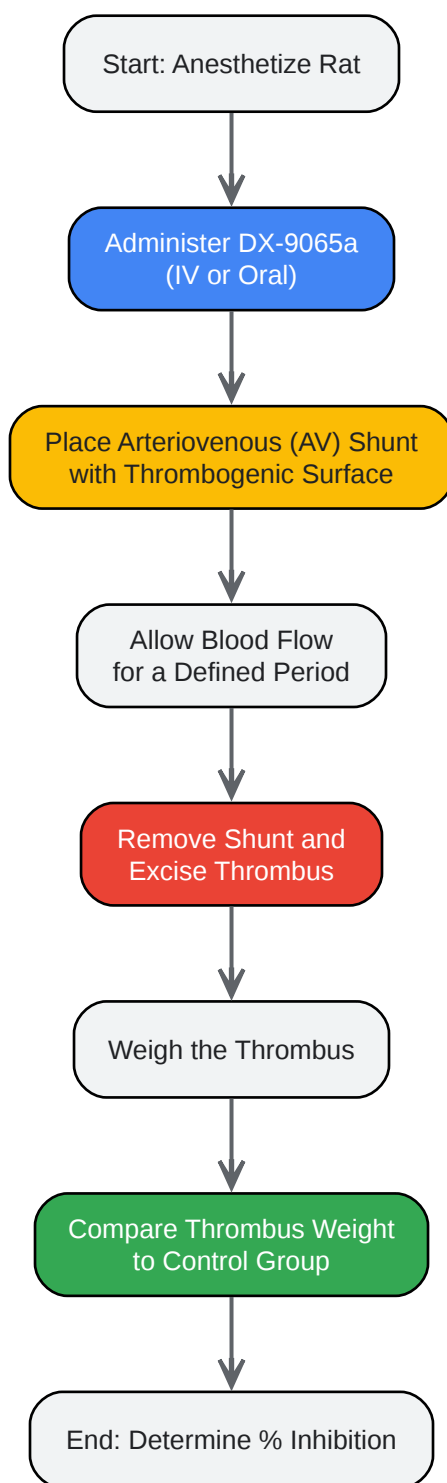 Start: Anesthetize Rat
Administer DX-9065a
(IV or Oral)
Place Arteriovenous (AV) Shunt
with Thrombogenic Surface
Allow Blood Flow
for a Defined Period
Remove Shunt and
Excise Thrombus
Weigh the Thrombus
Compare Thrombus Weight
to Control Group
End: Determine % Inhibition